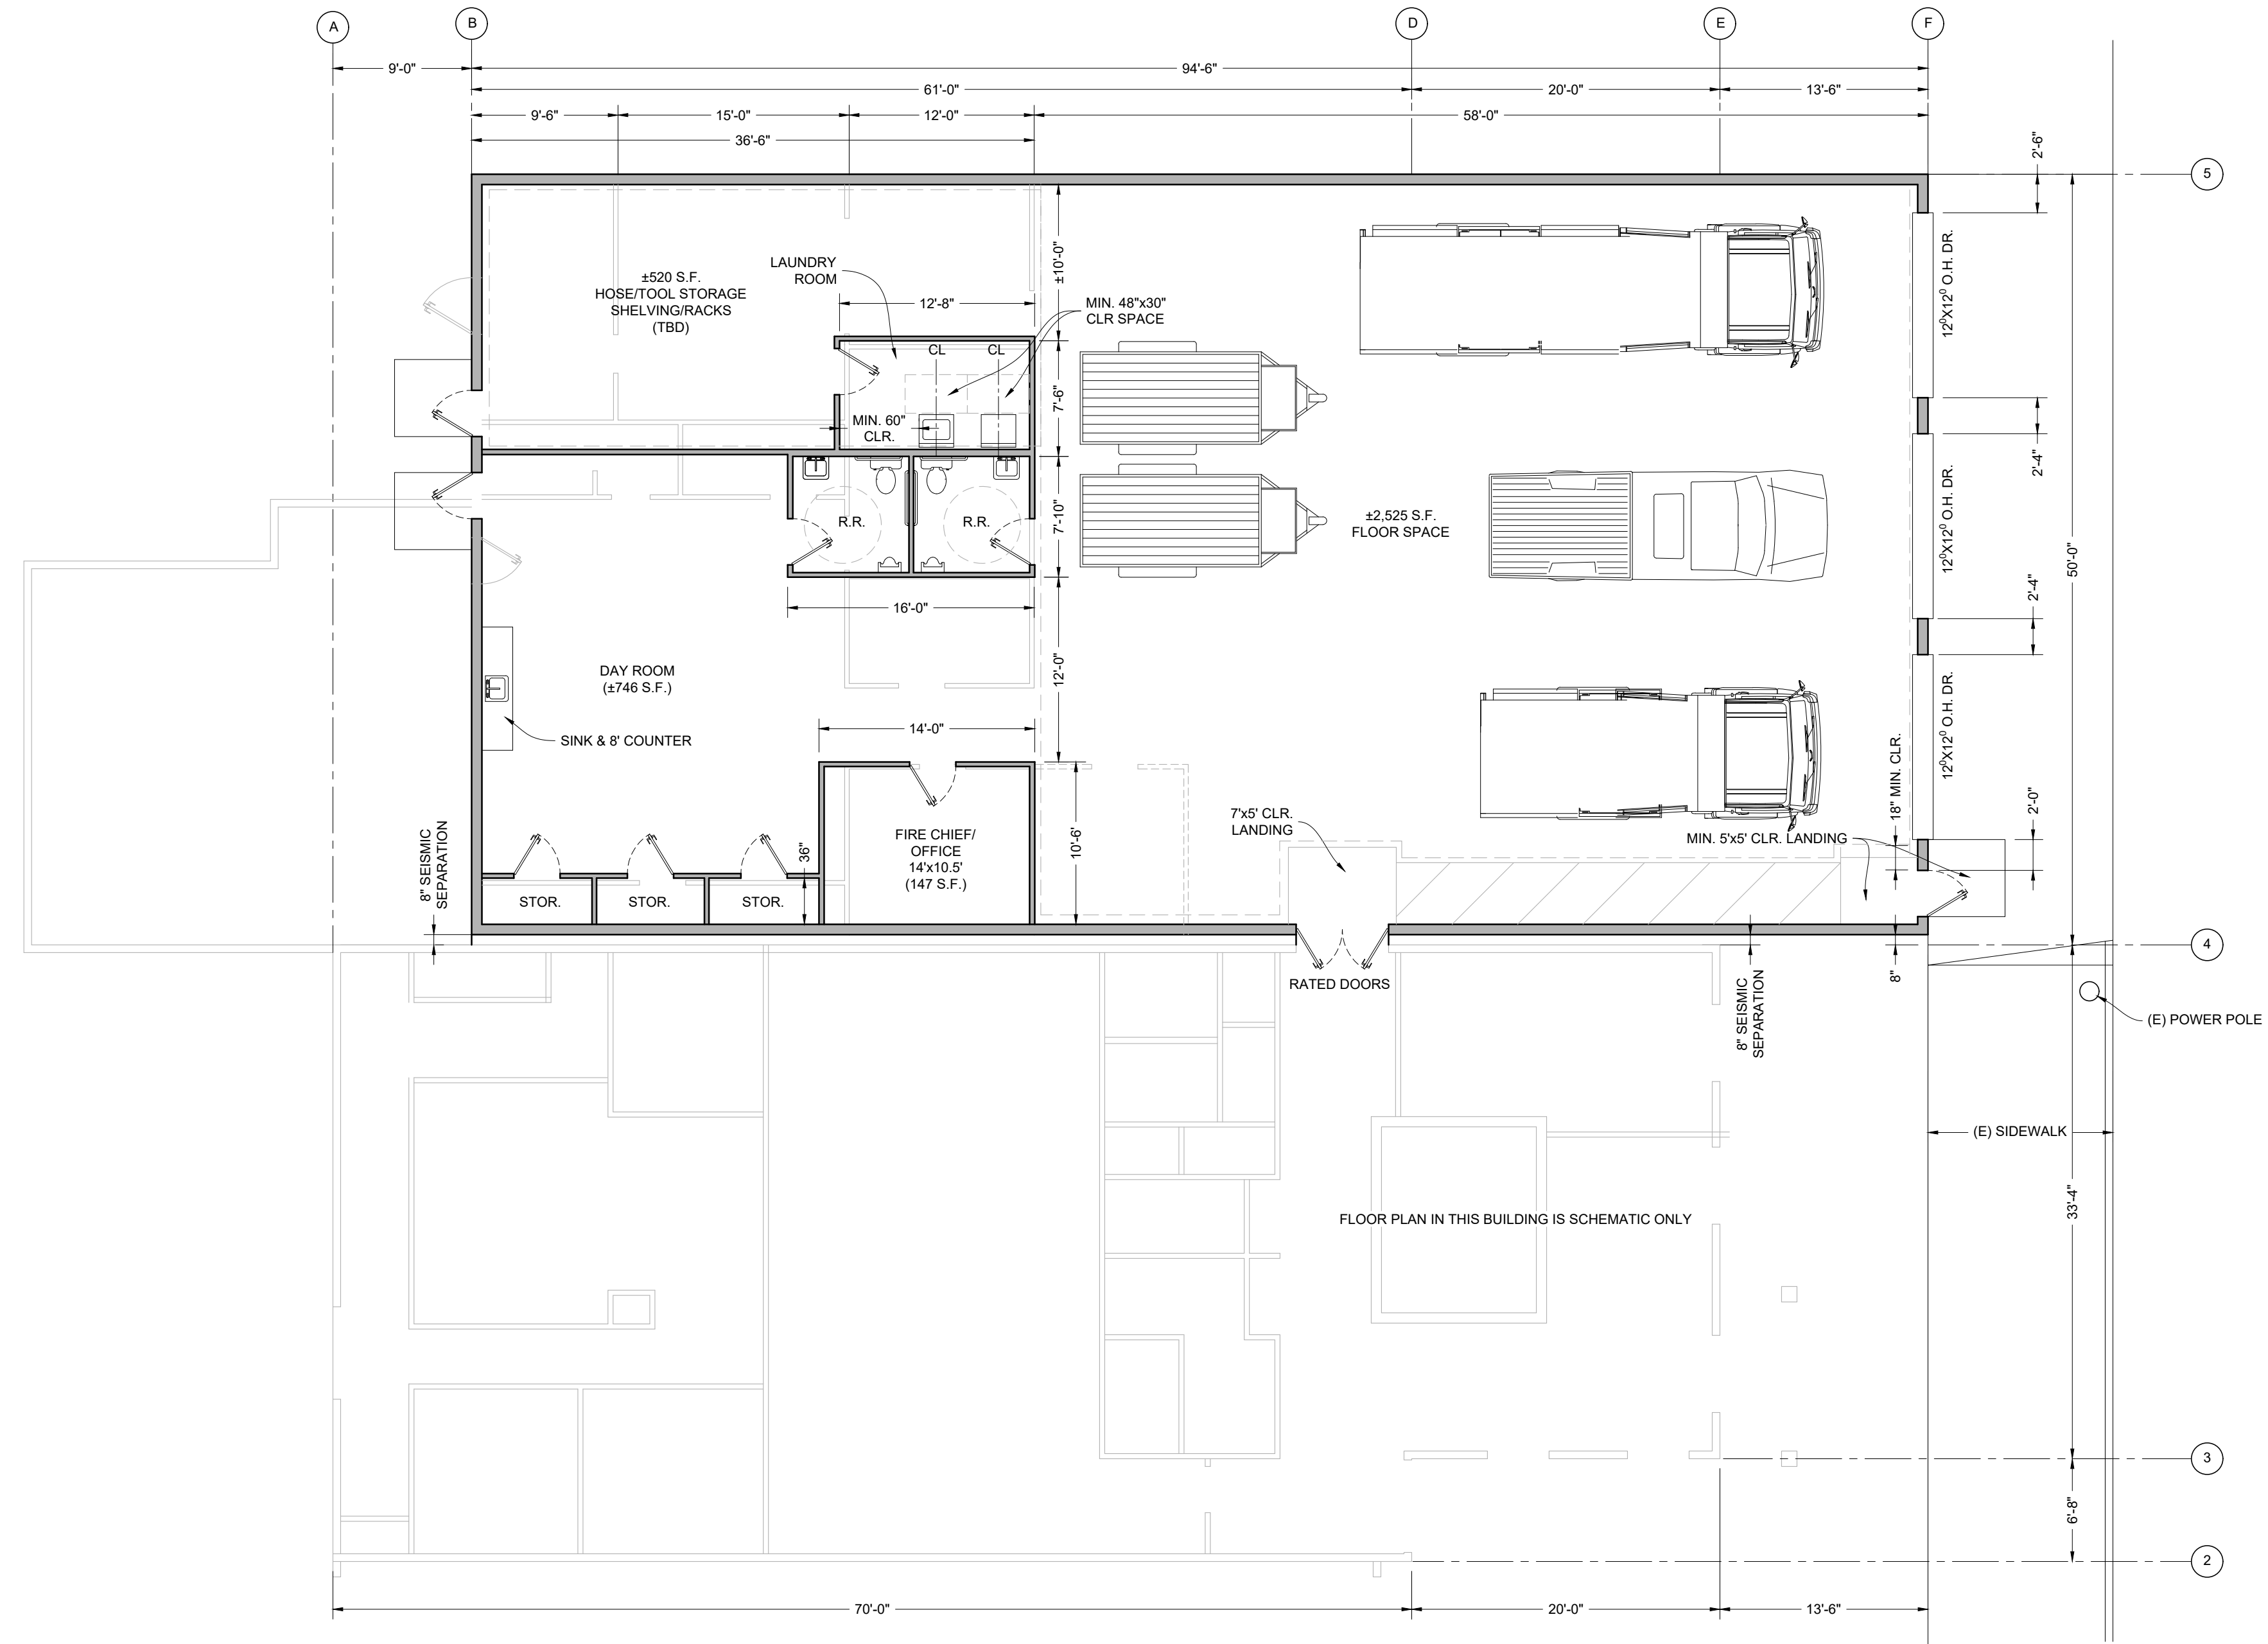 A
B
D
E
F
9'-0"
94'-6"
61'-0"
20'-0"
13'-6"
9'-6"
15'-0"
12'-0"
58'-0"
36'-6"
2'-6"
5
±520 S.F.
HOSE/TOOL STORAGE
SHELVING/RACKS
(TBD)
LAUNDRY
ROOM
±10'-0"
12'-8"
MIN. 48"x30"
CLR SPACE
12⁰X12⁰ O.H. DR.
CL
CL
7'-6"
MIN. 60"
CLR.
2'-4"
R.R.
R.R.
7'-10"
±2,525 S.F.
FLOOR SPACE
12⁰X12⁰ O.H. DR.
50'-0"
2'-4"
16'-0"
12'-0"
DAY ROOM
(±746 S.F.)
SINK & 8' COUNTER
14'-0"
12⁰X12⁰ O.H. DR.
18" MIN. CLR.
2'-0"
7'x5' CLR.
LANDING
MIN. 5'x5' CLR. LANDING
8" SEISMIC
SEPARATION
36"
FIRE CHIEF/
OFFICE
14'x10.5'
(147 S.F.)
10'-6'
STOR.
STOR.
STOR.
4
RATED DOORS
8" SEISMIC
SEPARATION
8"
(E) POWER POLE
(E) SIDEWALK
33'-4"
FLOOR PLAN IN THIS BUILDING IS SCHEMATIC ONLY
3
6'-8"
2
70'-0"
20'-0"
13'-6"